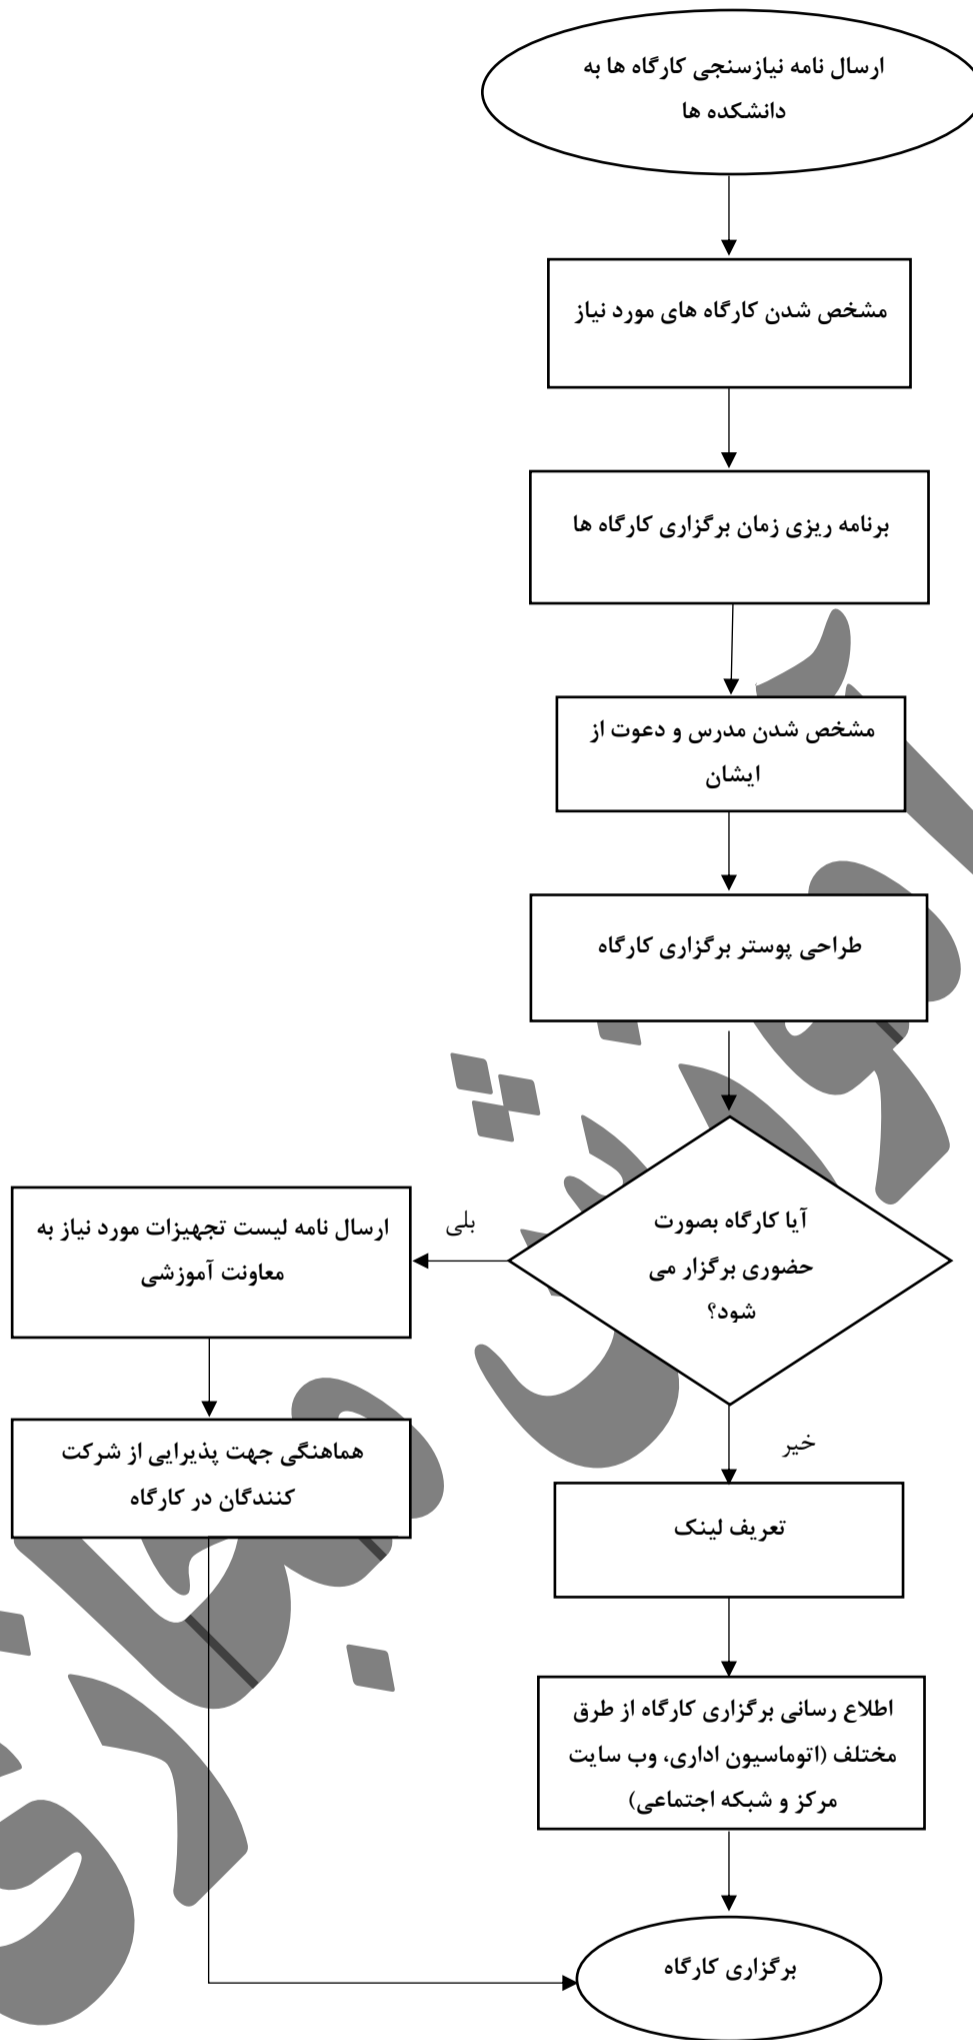 ارسال نامه نیازسنجی کارگاه ها به
دانشکده ها
مشخص شدن کارگاه های مورد نیاز
برنامه ریزی زمان برگزاری کارگاه ها
مشخص شدن مدرس و دعوت از
ایشان
طراحی پوستر برگزاری کارگاه
آیا کارگاه بصورت
حضوری برگزار می
شود؟
بلی
ارسال نامه لیست تجهیزات مورد نیاز به
معاونت آموزشی
هماهنگی جهت پذیرایی از شرکت
کنندگان در کارگاه
خیر
تعریف لینک
اطلاع رسانی برگزاری کارگاه از طرق
مختلف (اتوماسیون اداری، وب سایت
مرکز و شبکه اجتماعی)
برگزاری کارگاه